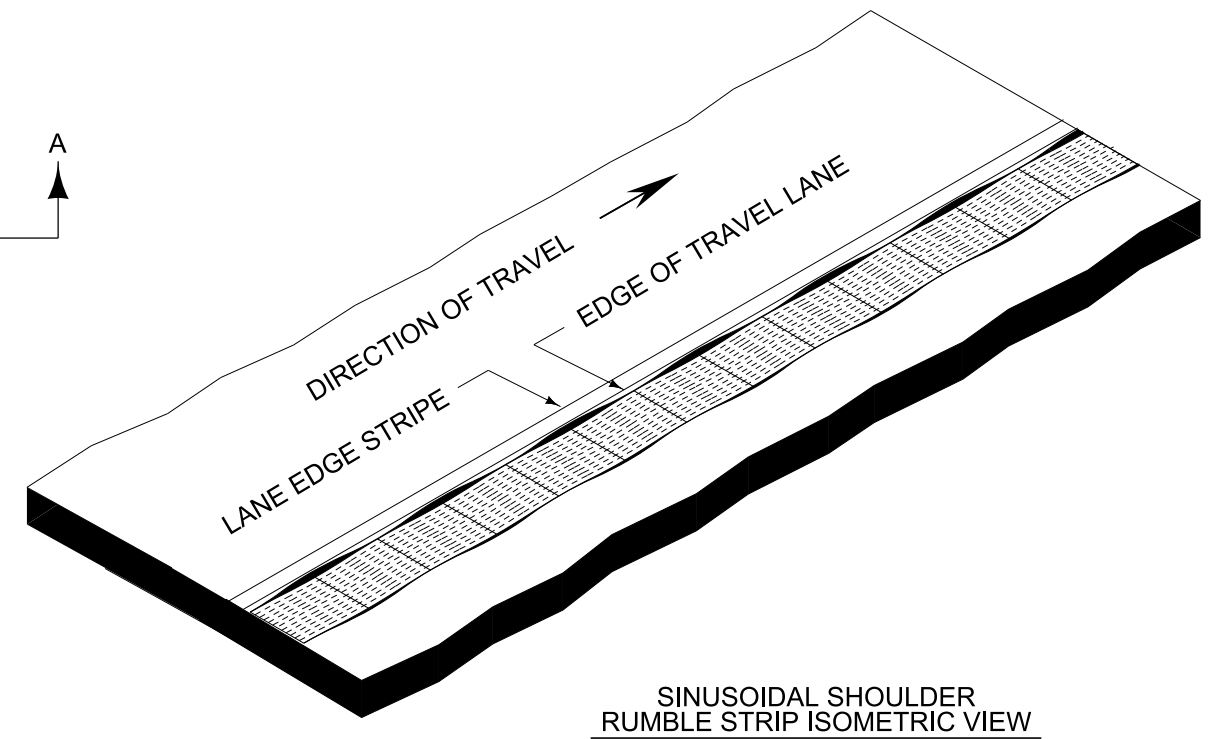 A
DIRECTION OF TRAVEL
EDGE OF TRAVEL LANE
LANE EDGE STRIPE
SINUSOIDAL SHOULDER
RUMBLE STRIP ISOMETRIC VIEW